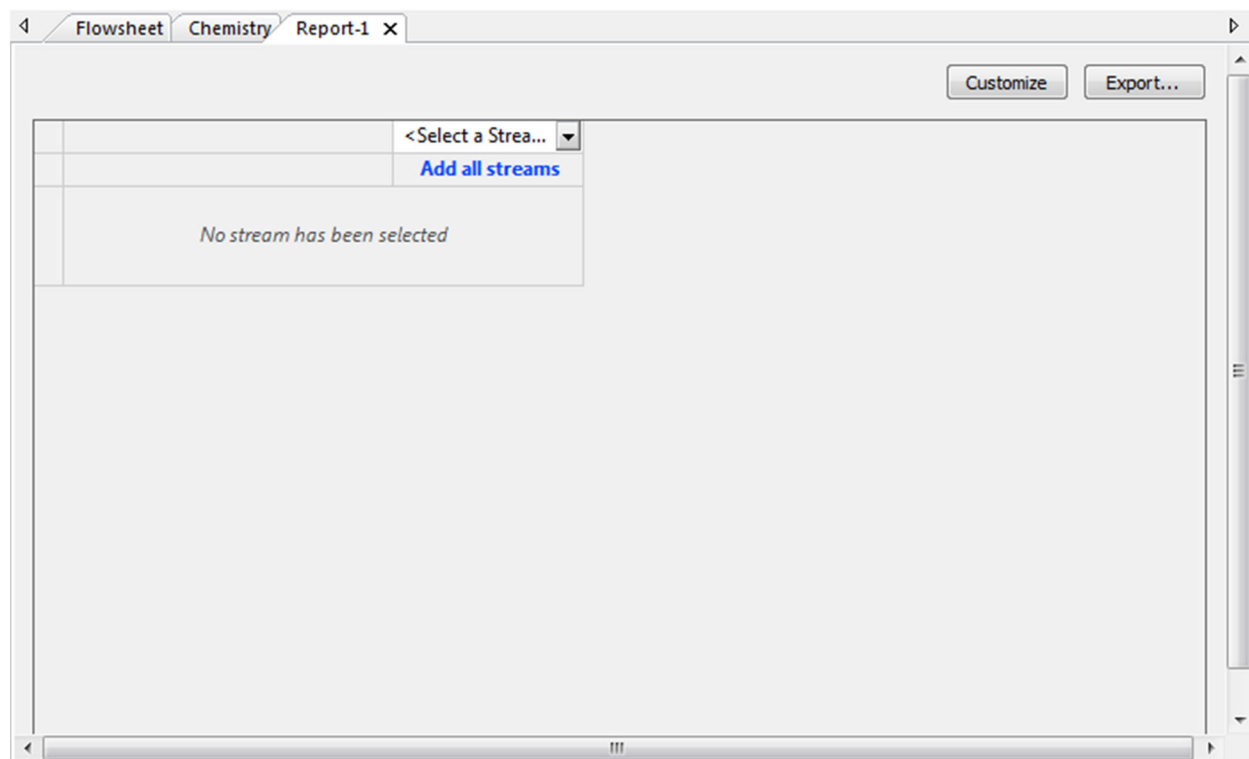 Flowsheet Chemistry Report-1
Customize Export...
<Select a Strea...
Add all streams
No stream has been selected